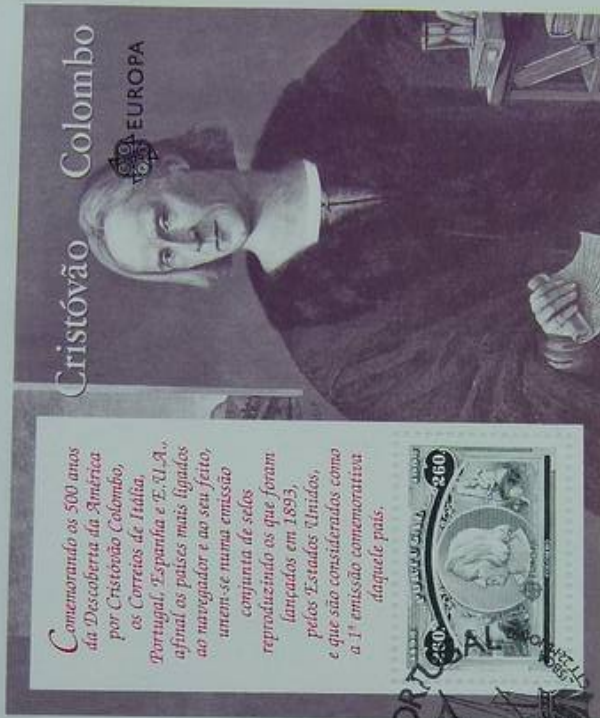 Cristóvão Colombo
EUROPA
Comemorando os 500 anos
da Descoberta da América
por Cristóvão Colombo,
os Correios de Itália,
Portugal, Espanha e E.U.A.,
afinal os países mais ligados
ao navegador e ao seu feito,
unem-se numa emissão
conjunta de selos
reproduzindo os que foram
lançados em 1893,
pelos Estados Unidos,
e que são considerados como
a 1ª emissão comemorativa
daquele país.
PORTUGAL
260. 260.
PORTUGAL